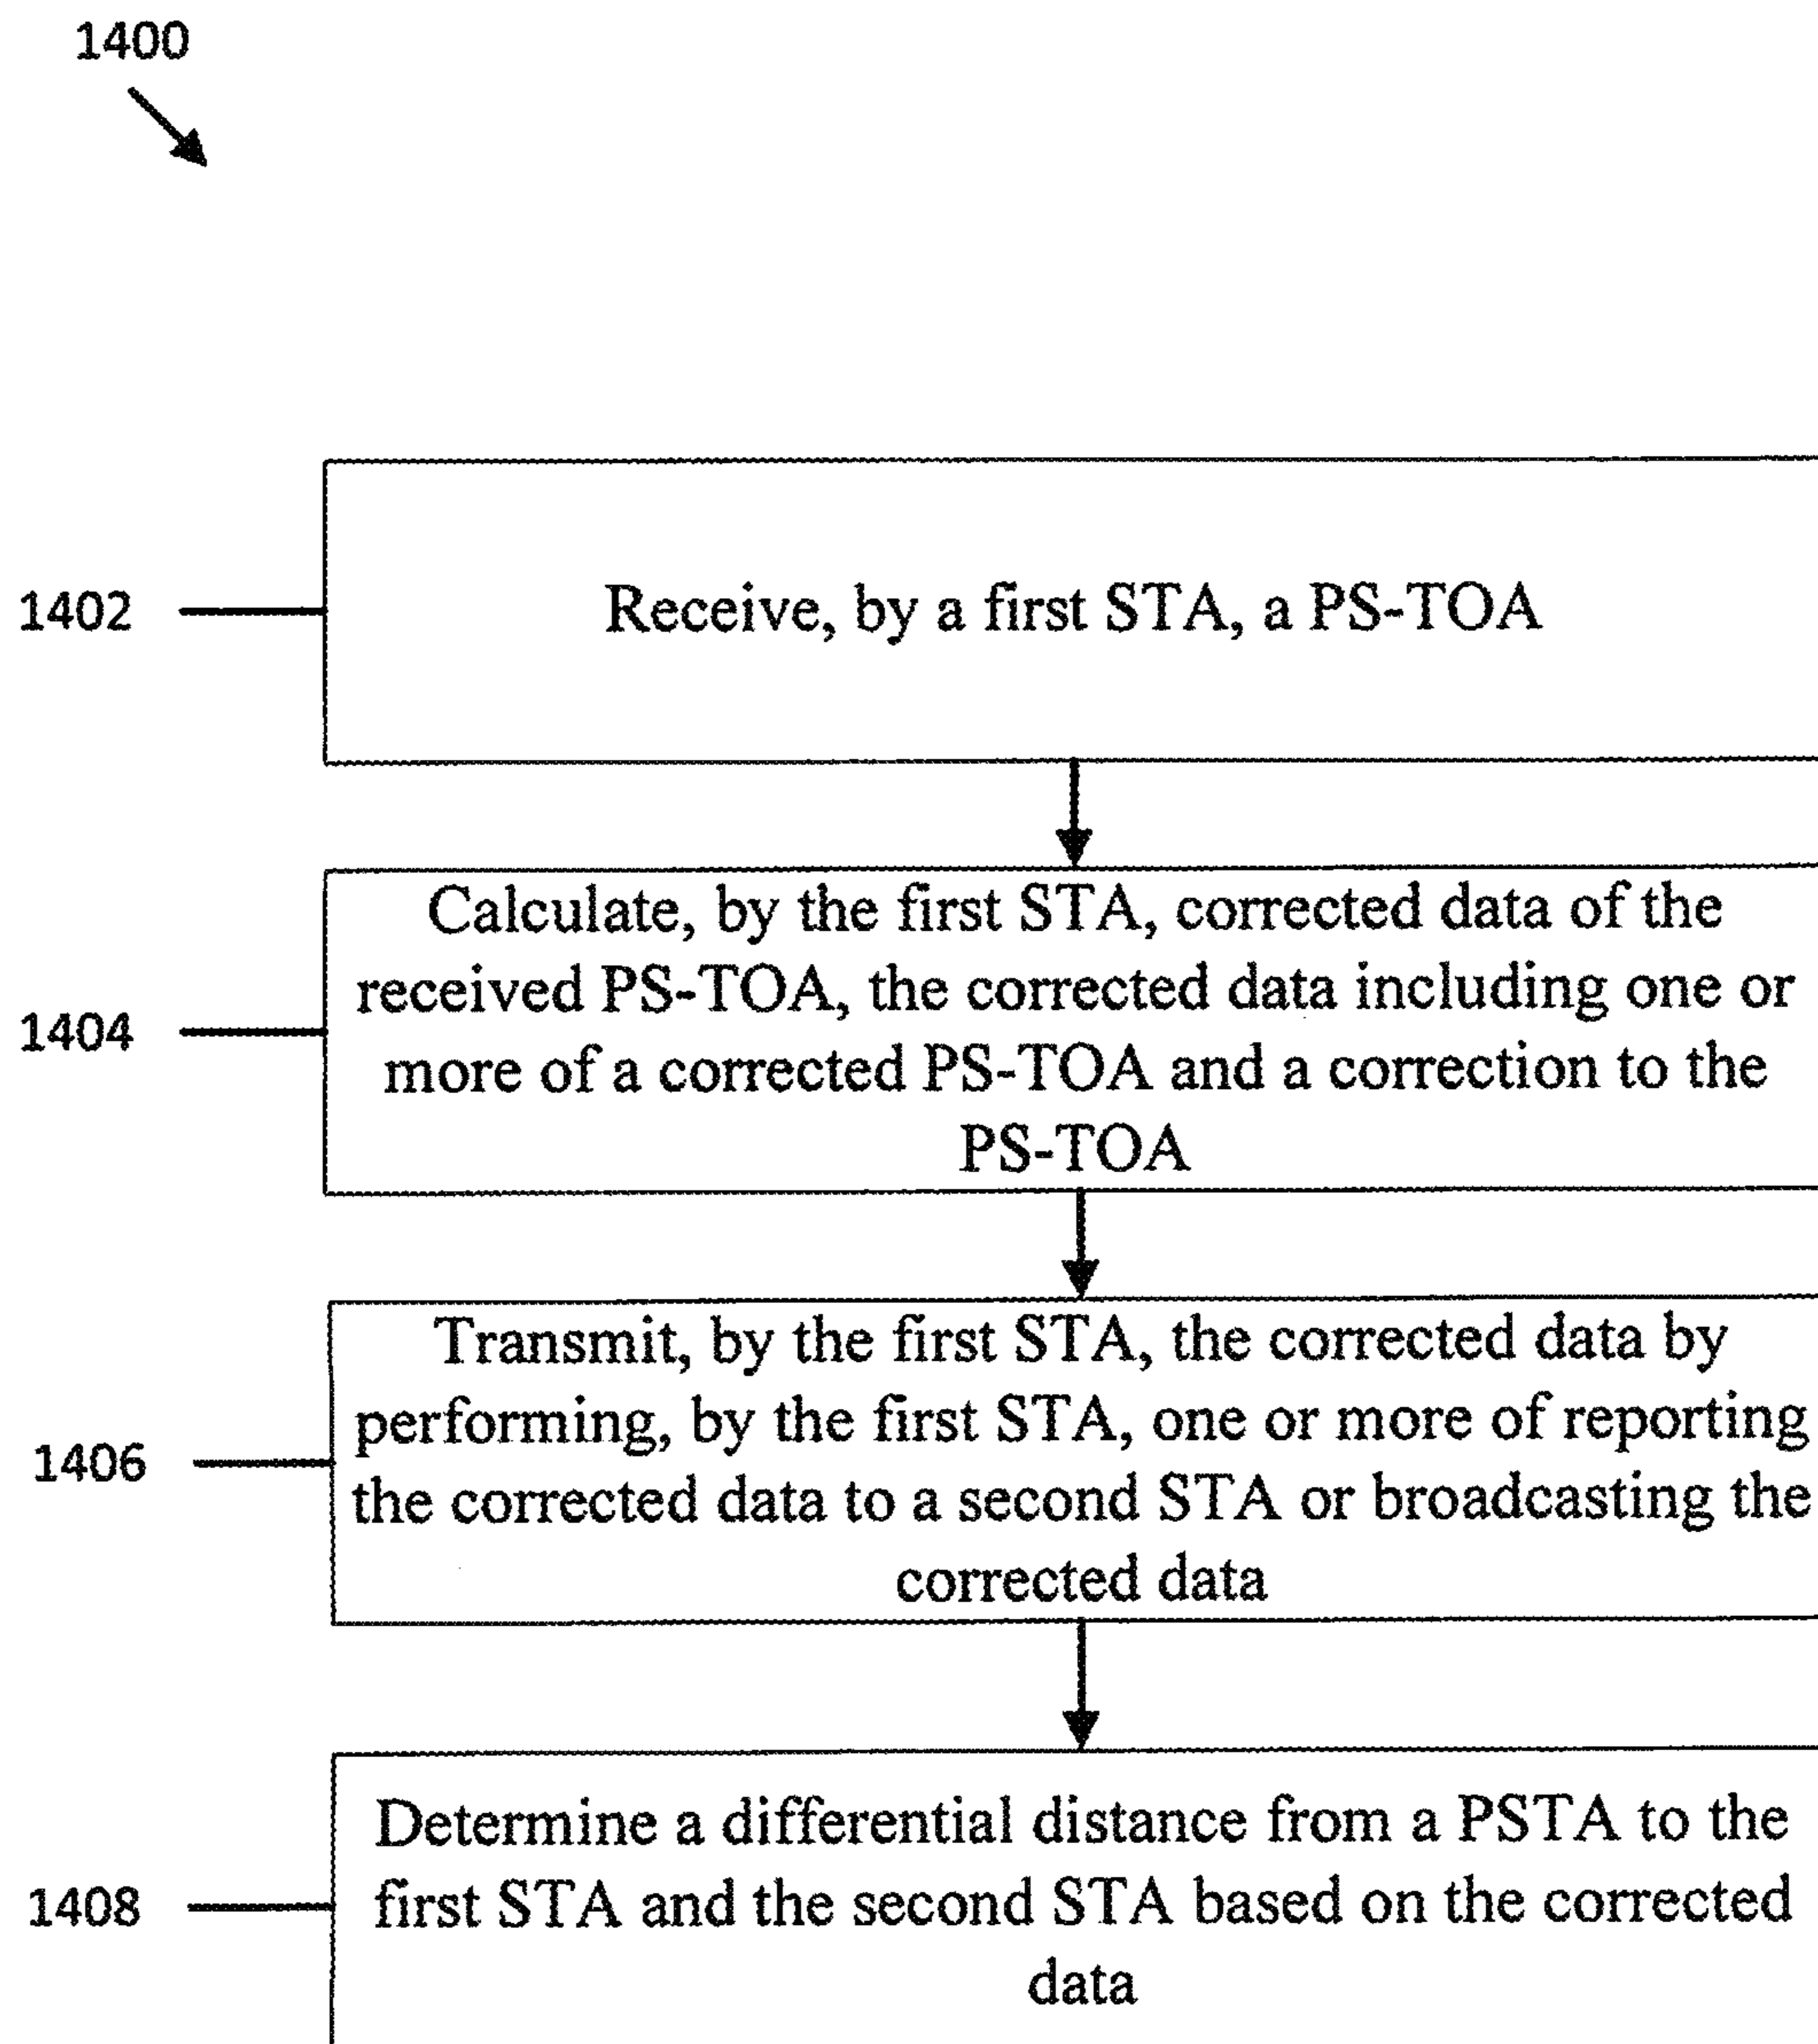 1400
1402
Receive, by a first STA, a PS-TOA
Calculate, by the first STA, corrected data of the
received PS-TOA, the corrected data including one or
1404
more of a corrected PS-TOA and a correction to the
PS-TOA
Transmit, by the first STA, the corrected data by
performing, by the first STA, one or more of reporting
1406
the corrected data to a second STA or broadcasting the
corrected data
Determine a differential distance from a PSTA to the
1408
first STA and the second STA based on the corrected
data